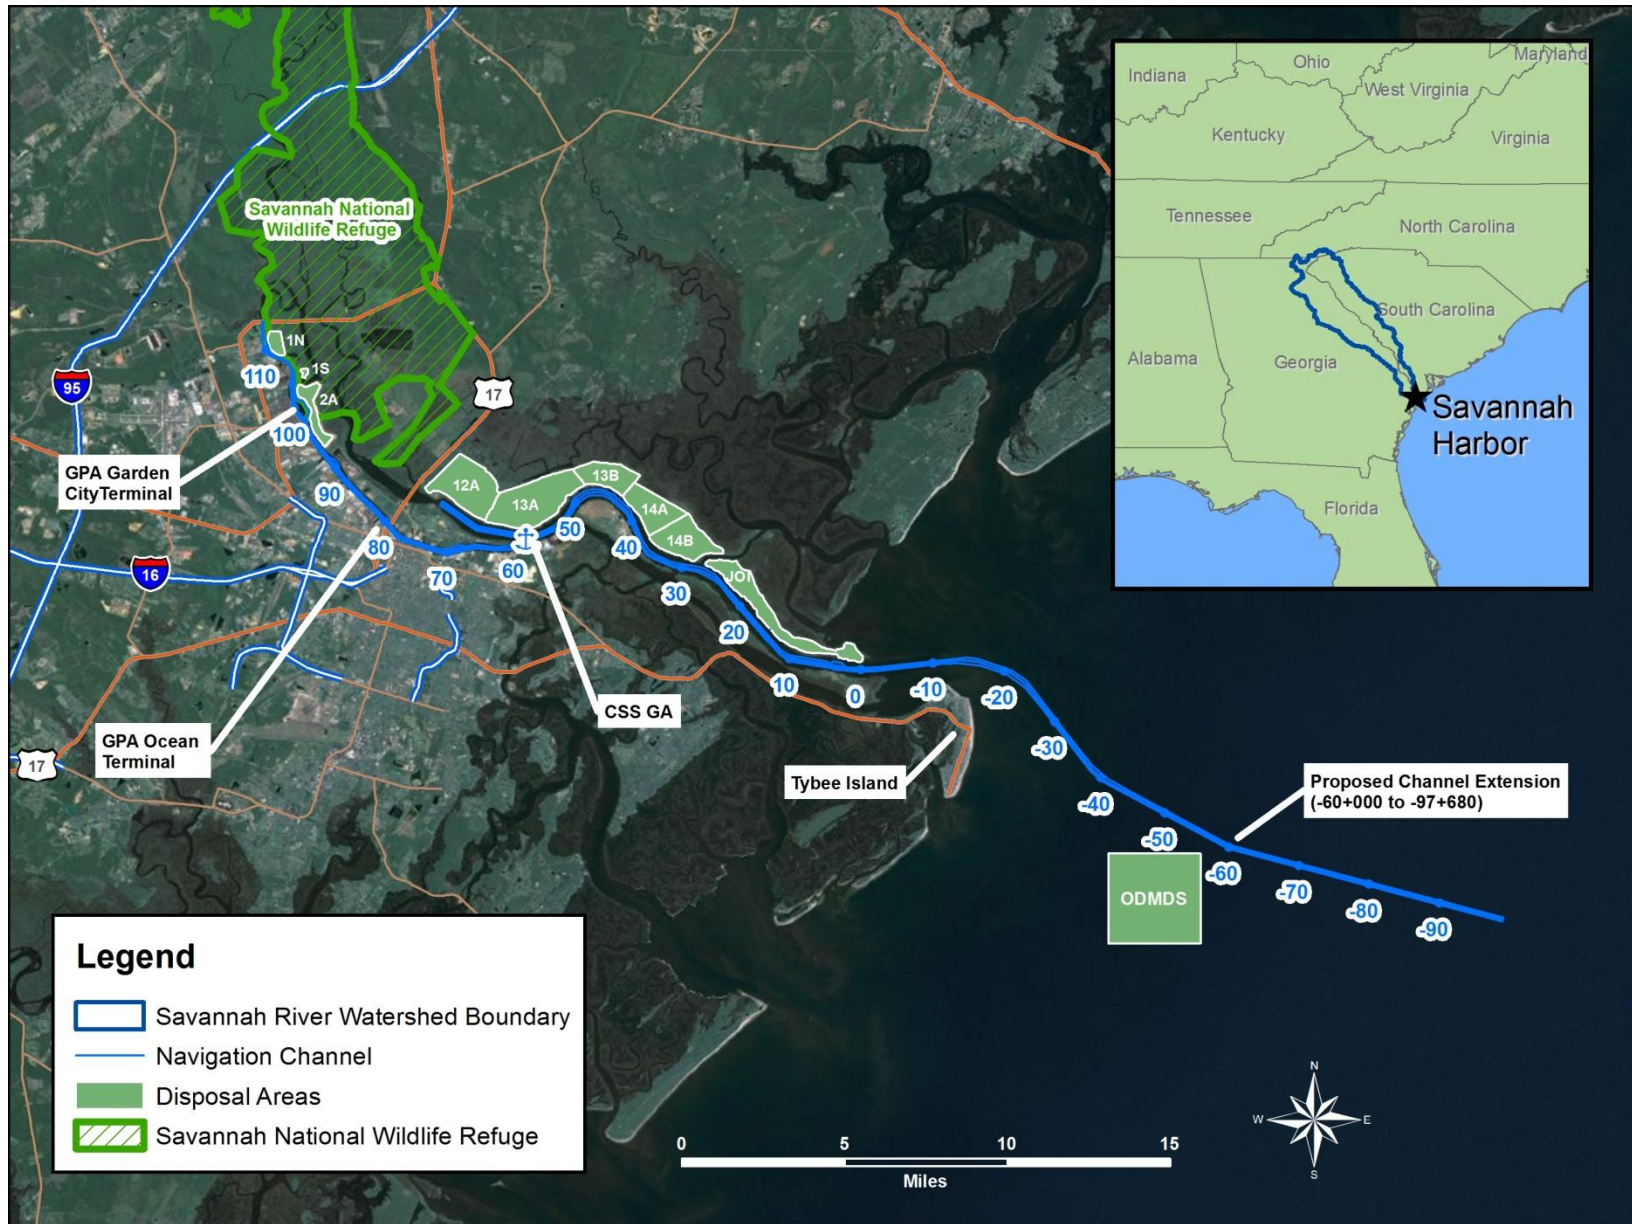 Savannah National
Wildlife Refuge
1N
1S
2A
110
100
90
80
70
60
50
40
30
20
10
0
-10
-20
-30
-40
-50
-60
-70
-80
-90
95
17
16
17
12A
13A
13B
14A
14B
JOI
GPA Garden
CityTerminal
GPA Ocean
Terminal
CSS GA
Tybee Island
Proposed Channel Extension
(-60+000 to -97+680)
ODMDS
Indiana
Ohio
Maryland
West Virginia
Kentucky
Virginia
Tennessee
North Carolina
South Carolina
Alabama
Georgia
Savannah
Harbor
Florida
Legend
Savannah River Watershed Boundary
Navigation Channel
Disposal Areas
Savannah National Wildlife Refuge
0 5 10 15
Miles
N
W E
S